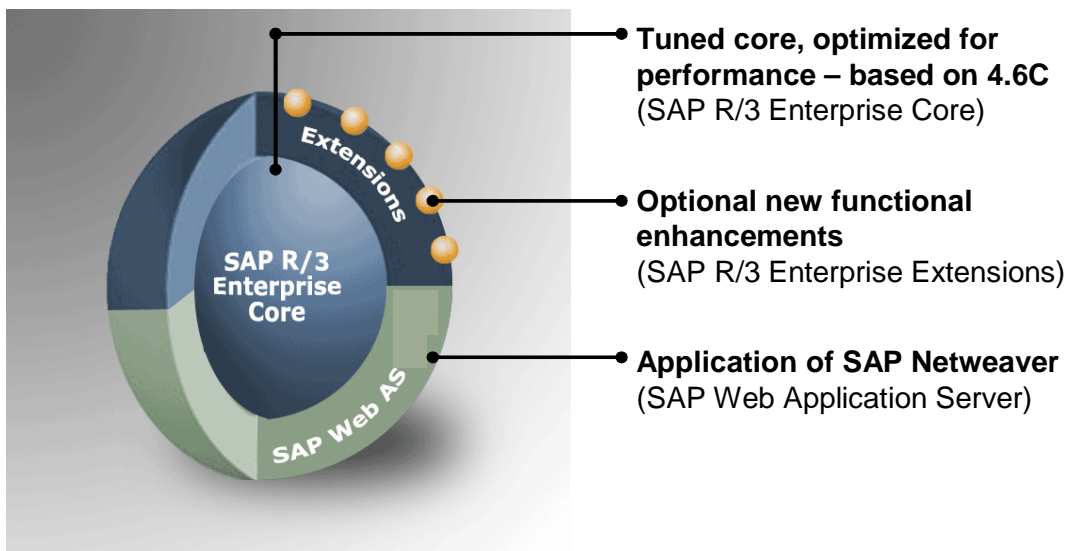 Tuned core, optimized for
performance – based on 4.6C
(SAP R/3 Enterprise Core)
Extensions
Optional new functional
enhancements
(SAP R/3 Enterprise Extensions)
SAP R/3
Enterprise
Core
Application of SAP Netweaver
(SAP Web Application Server)
SAP Web AS